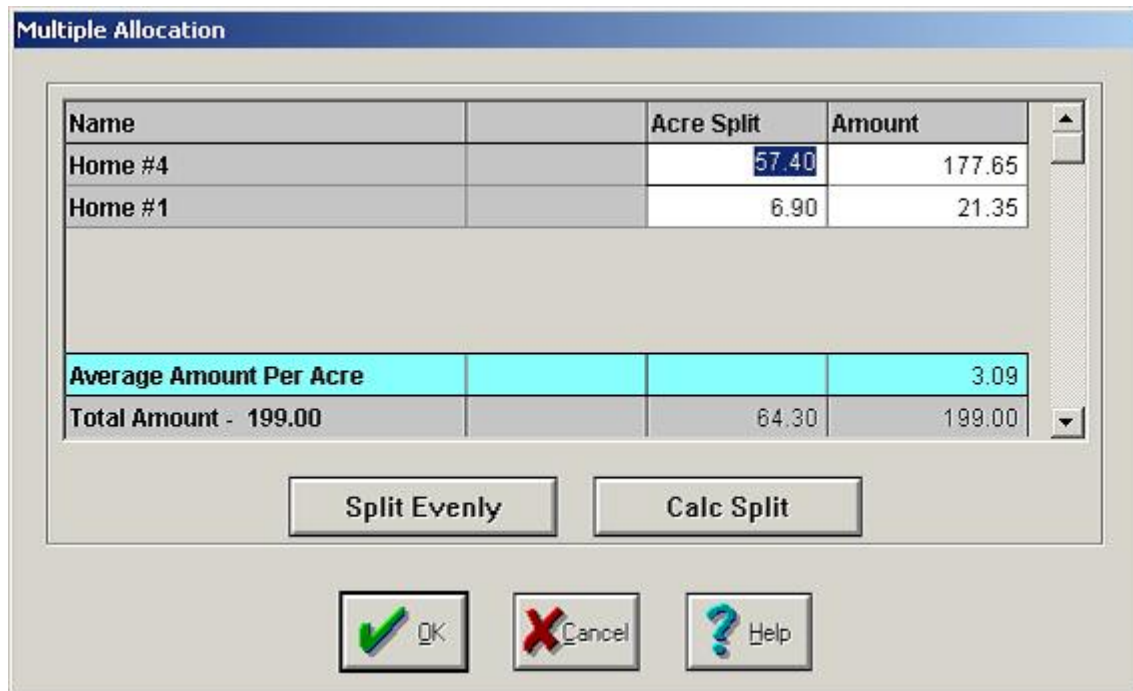 Multiple Allocation
Name Acre Split Amount
Home #4 57.40 177.65
Home #1 6.90 21.35
Average Amount Per Acre 3.09
Total Amount - 199.00 64.30 199.00
Split Evenly Calc Split
OK Cancel Help